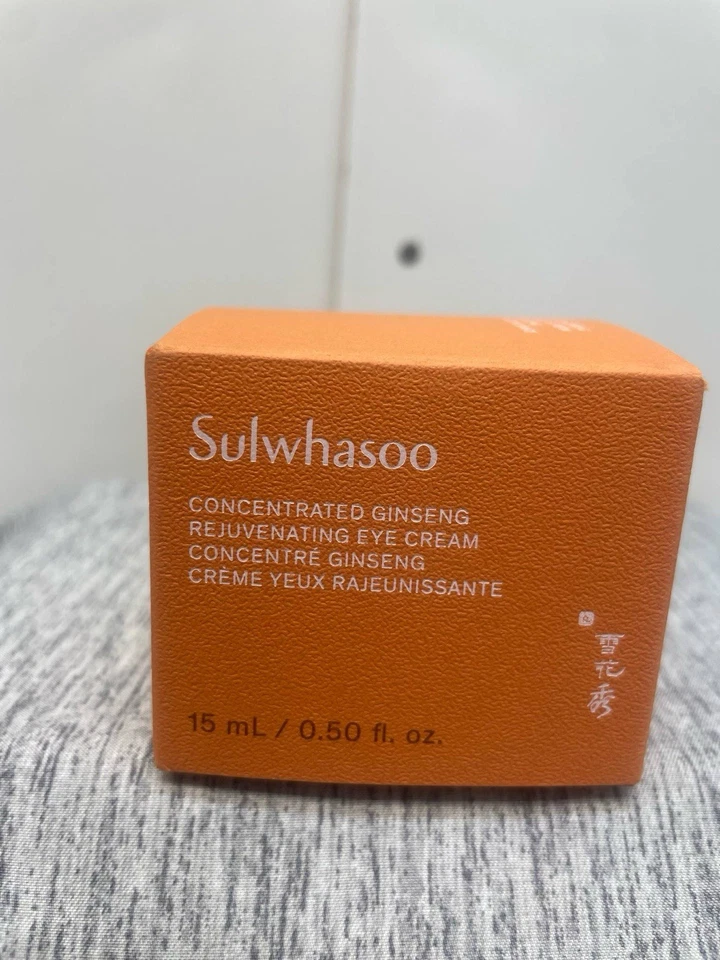 Sulwhasoo
CONCENTRATED GINSENG
REJUVENATING EYE CREAM
CONCENTRÉ GINSENG
CRÈME YEUX RAJEUNISSANTE
雪花秀
15 mL / 0.50 fl. oz.